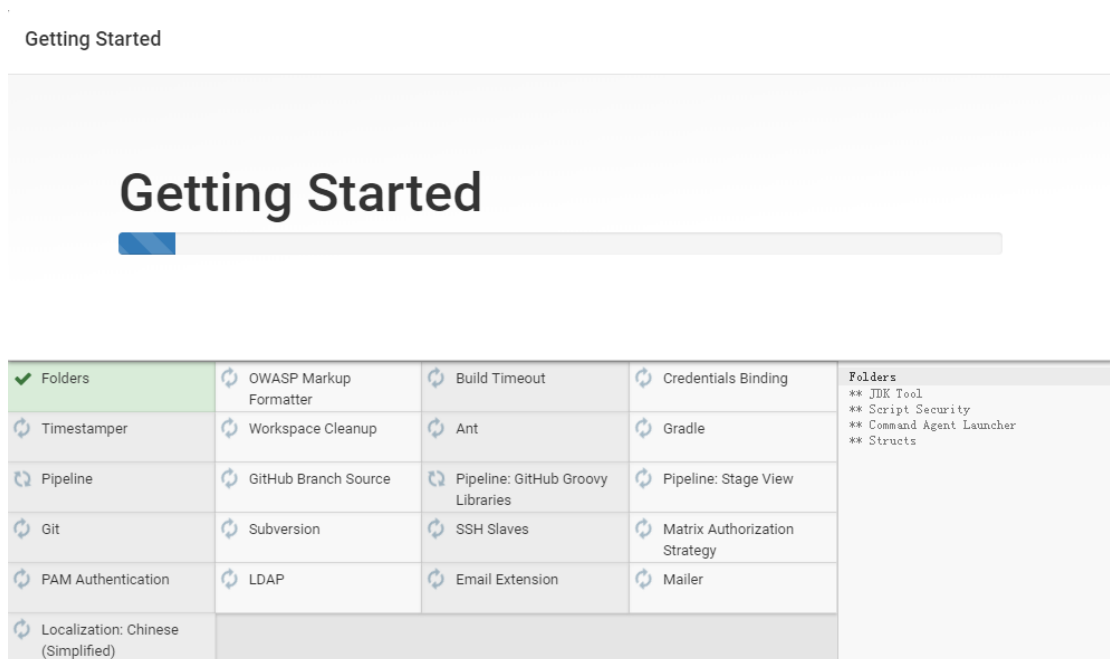 Getting Started
Getting Started
Folders
OWASP Markup
Formatter
Build Timeout
Credentials Binding
Timestamper
Workspace Cleanup
Ant
Gradle
Pipeline
GitHub Branch Source
Pipeline: GitHub Groovy
Libraries
Pipeline: Stage View
Git
Subversion
SSH Slaves
Matrix Authorization
Strategy
PAM Authentication
LDAP
Email Extension
Mailer
Localization: Chinese
(Simplified)
Folders
** JDK Tool
** Script Security
** Command Agent Launcher
** Structs